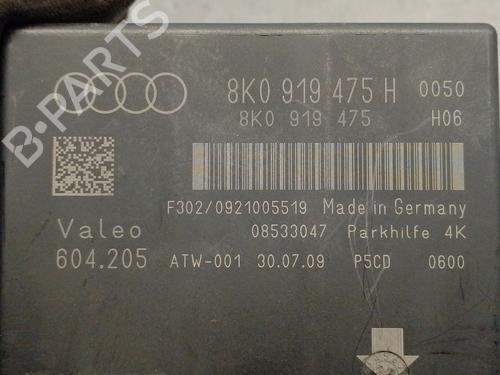 B-PARTS
8K0 919 475 H 0050
8K0 919 475 H06
F302/0921005519 Made in Germany
Valeo 08533047 Parkhilfe 4K
604.205 ATW-001 30.07.09 P5CD 0600